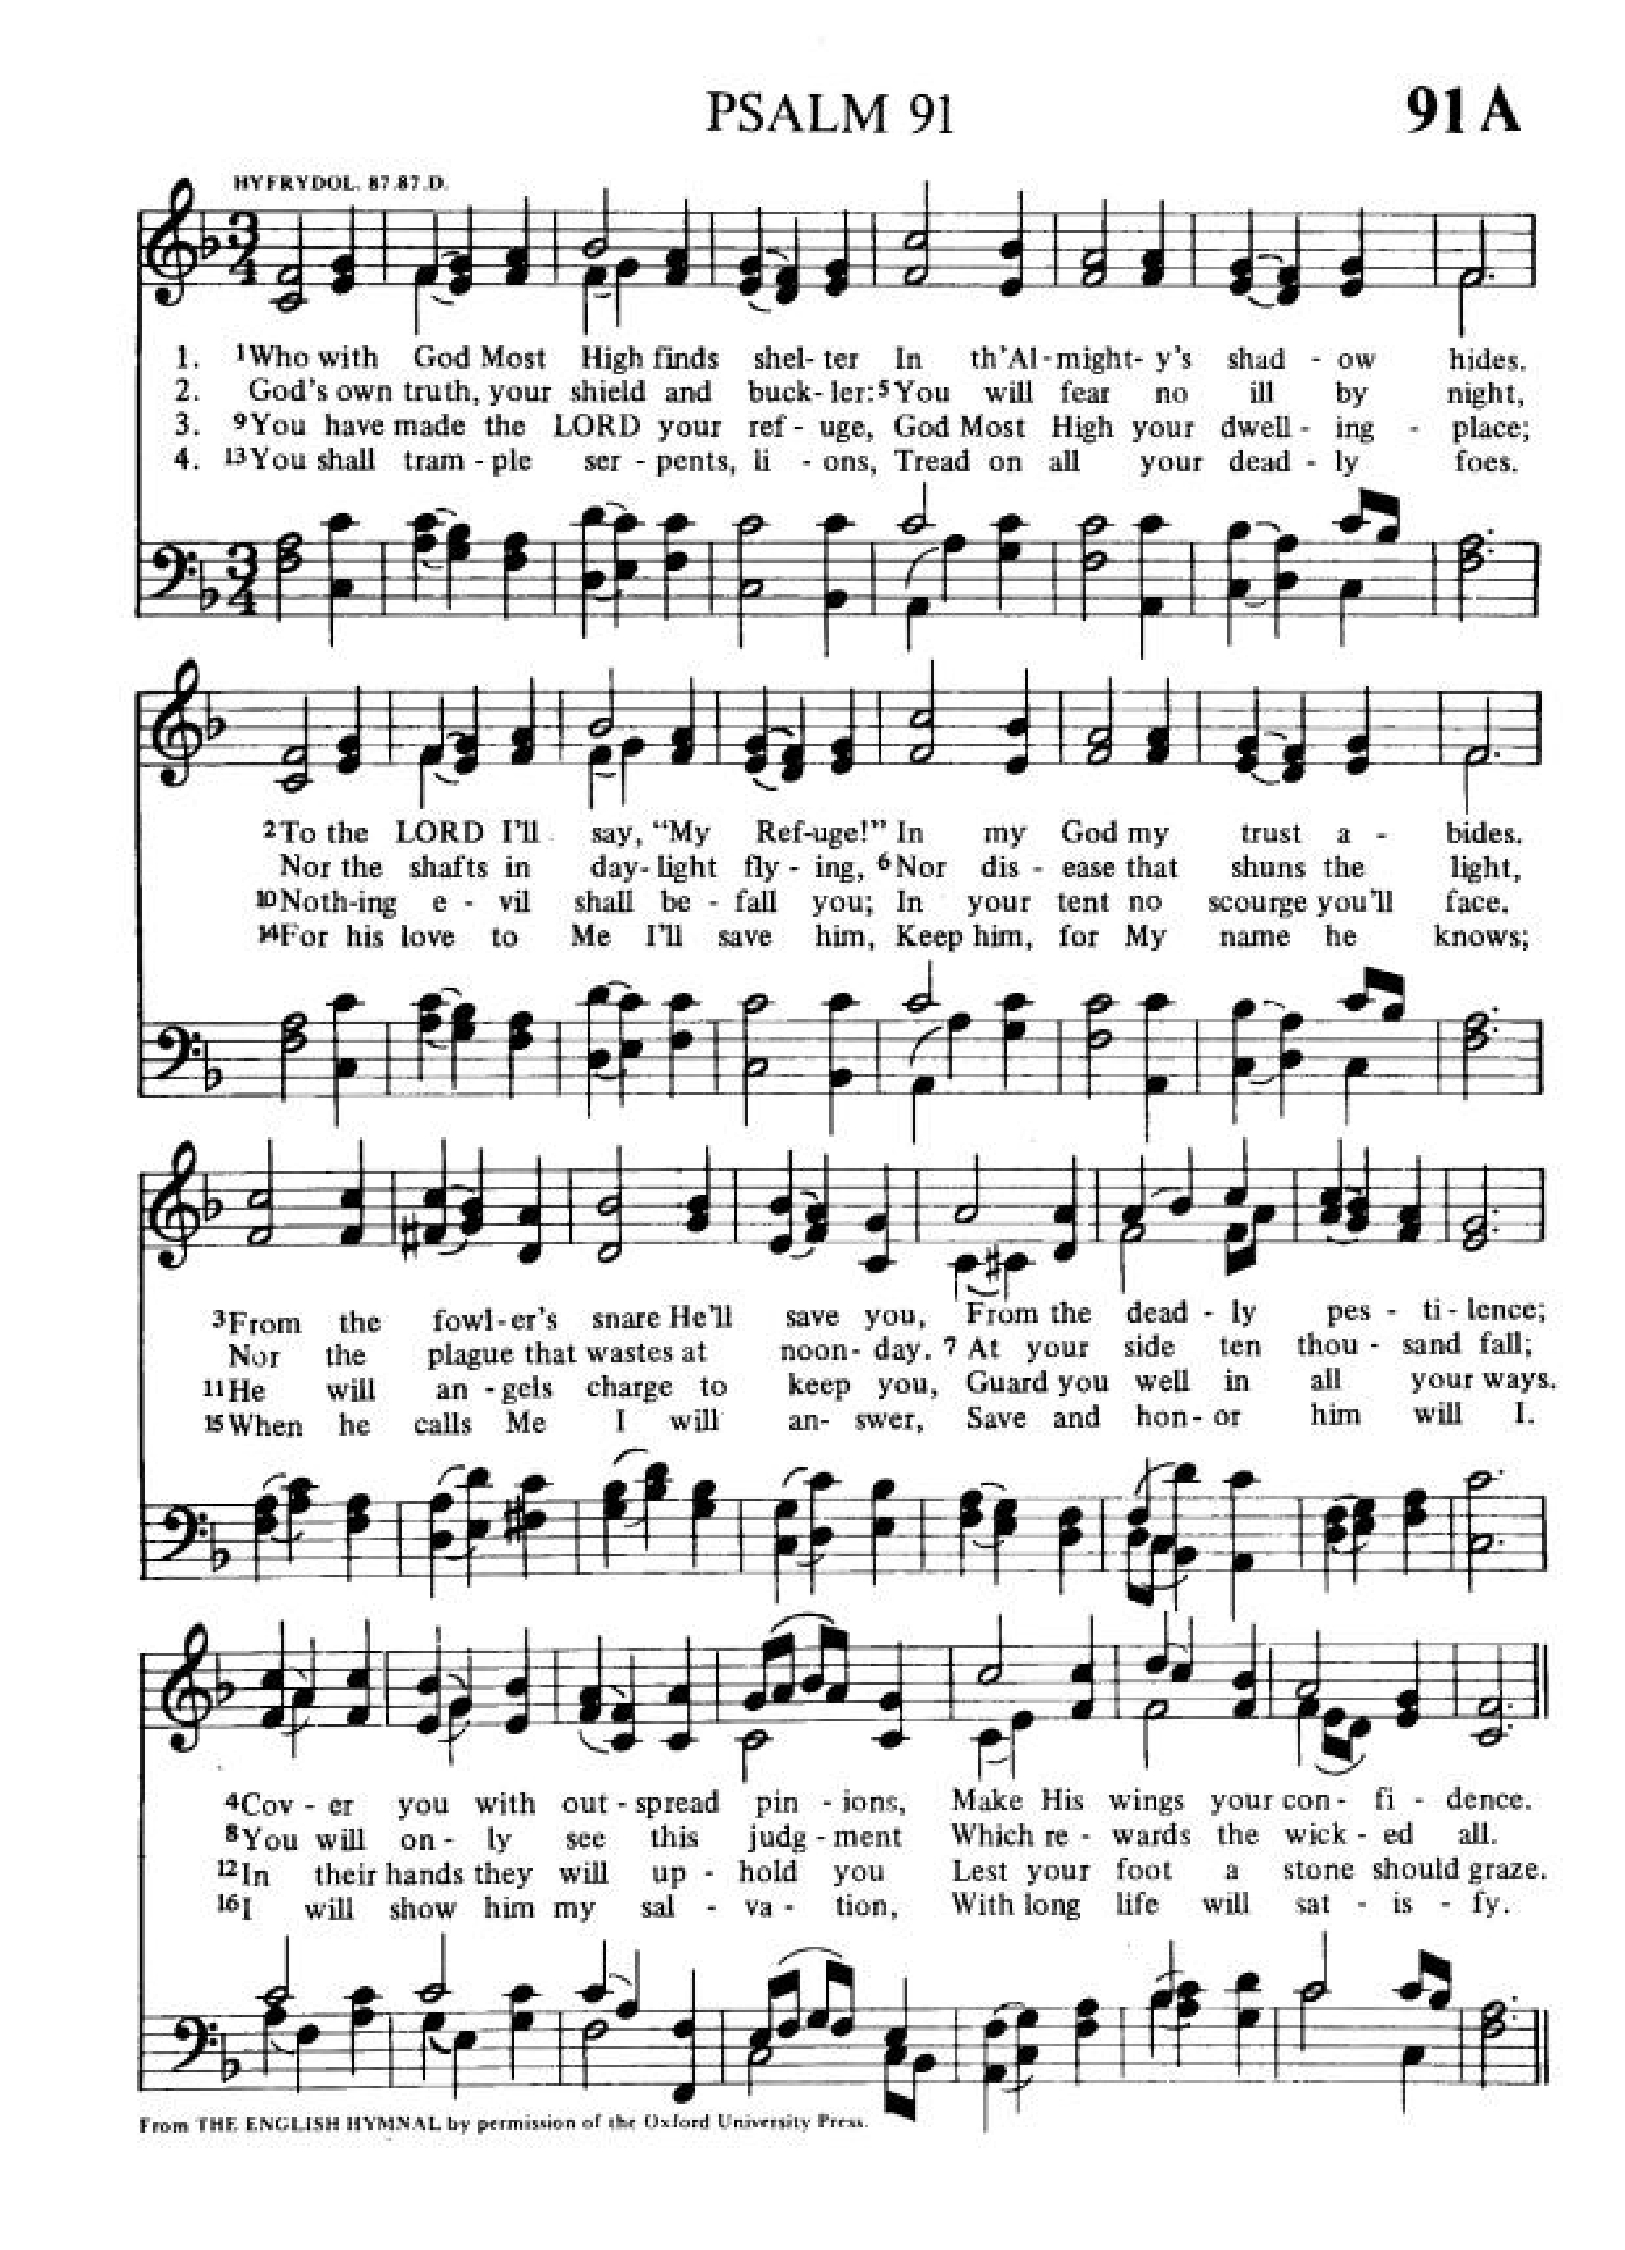 PSALM 91 91 A
HYFRYDOL. 87.87.D.
1. 1Who with God Most High finds shel- ter In th'Al-might- y's shad - ow hides.
2. God's own truth, your shield and buck- ler: 5You will fear no ill by night,
3. 9You have made the LORD your ref - uge, God Most High your dwell - ing - place;
4. 13You shall tram - ple ser - pents, li - ons, Tread on all your dead - ly foes.
2To the LORD I'll say, "My Ref-uge!" In my God my trust a - bides.
Nor the shafts in day-light fly - ing, 6Nor dis - ease that shuns the light,
10Noth-ing e - vil shall be - fall you; In your tent no scourge you'll face.
14For his love to Me I'll save him, Keep him, for My name he knows;
3From the fowl-er's snare He'll save you, From the dead - ly pes - ti - lence;
Nor the plague that wastes at noon- day. 7At your side ten thou - sand fall;
11He will an - gels charge to keep you, Guard you well in all your ways.
15When he calls Me I will an- swer, Save and hon - or him will I.
4Cov - er you with out - spread pin - ions, Make His wings your con - fi - dence.
8You will on - ly see this judg - ment Which re - wards the wick - ed all.
12In their hands they will up - hold you Lest your foot a stone should graze.
16I will show him my sal - va - tion, With long life will sat - is - fy.
From THE ENGLISH HYMNAL by permission of the Oxford University Press.